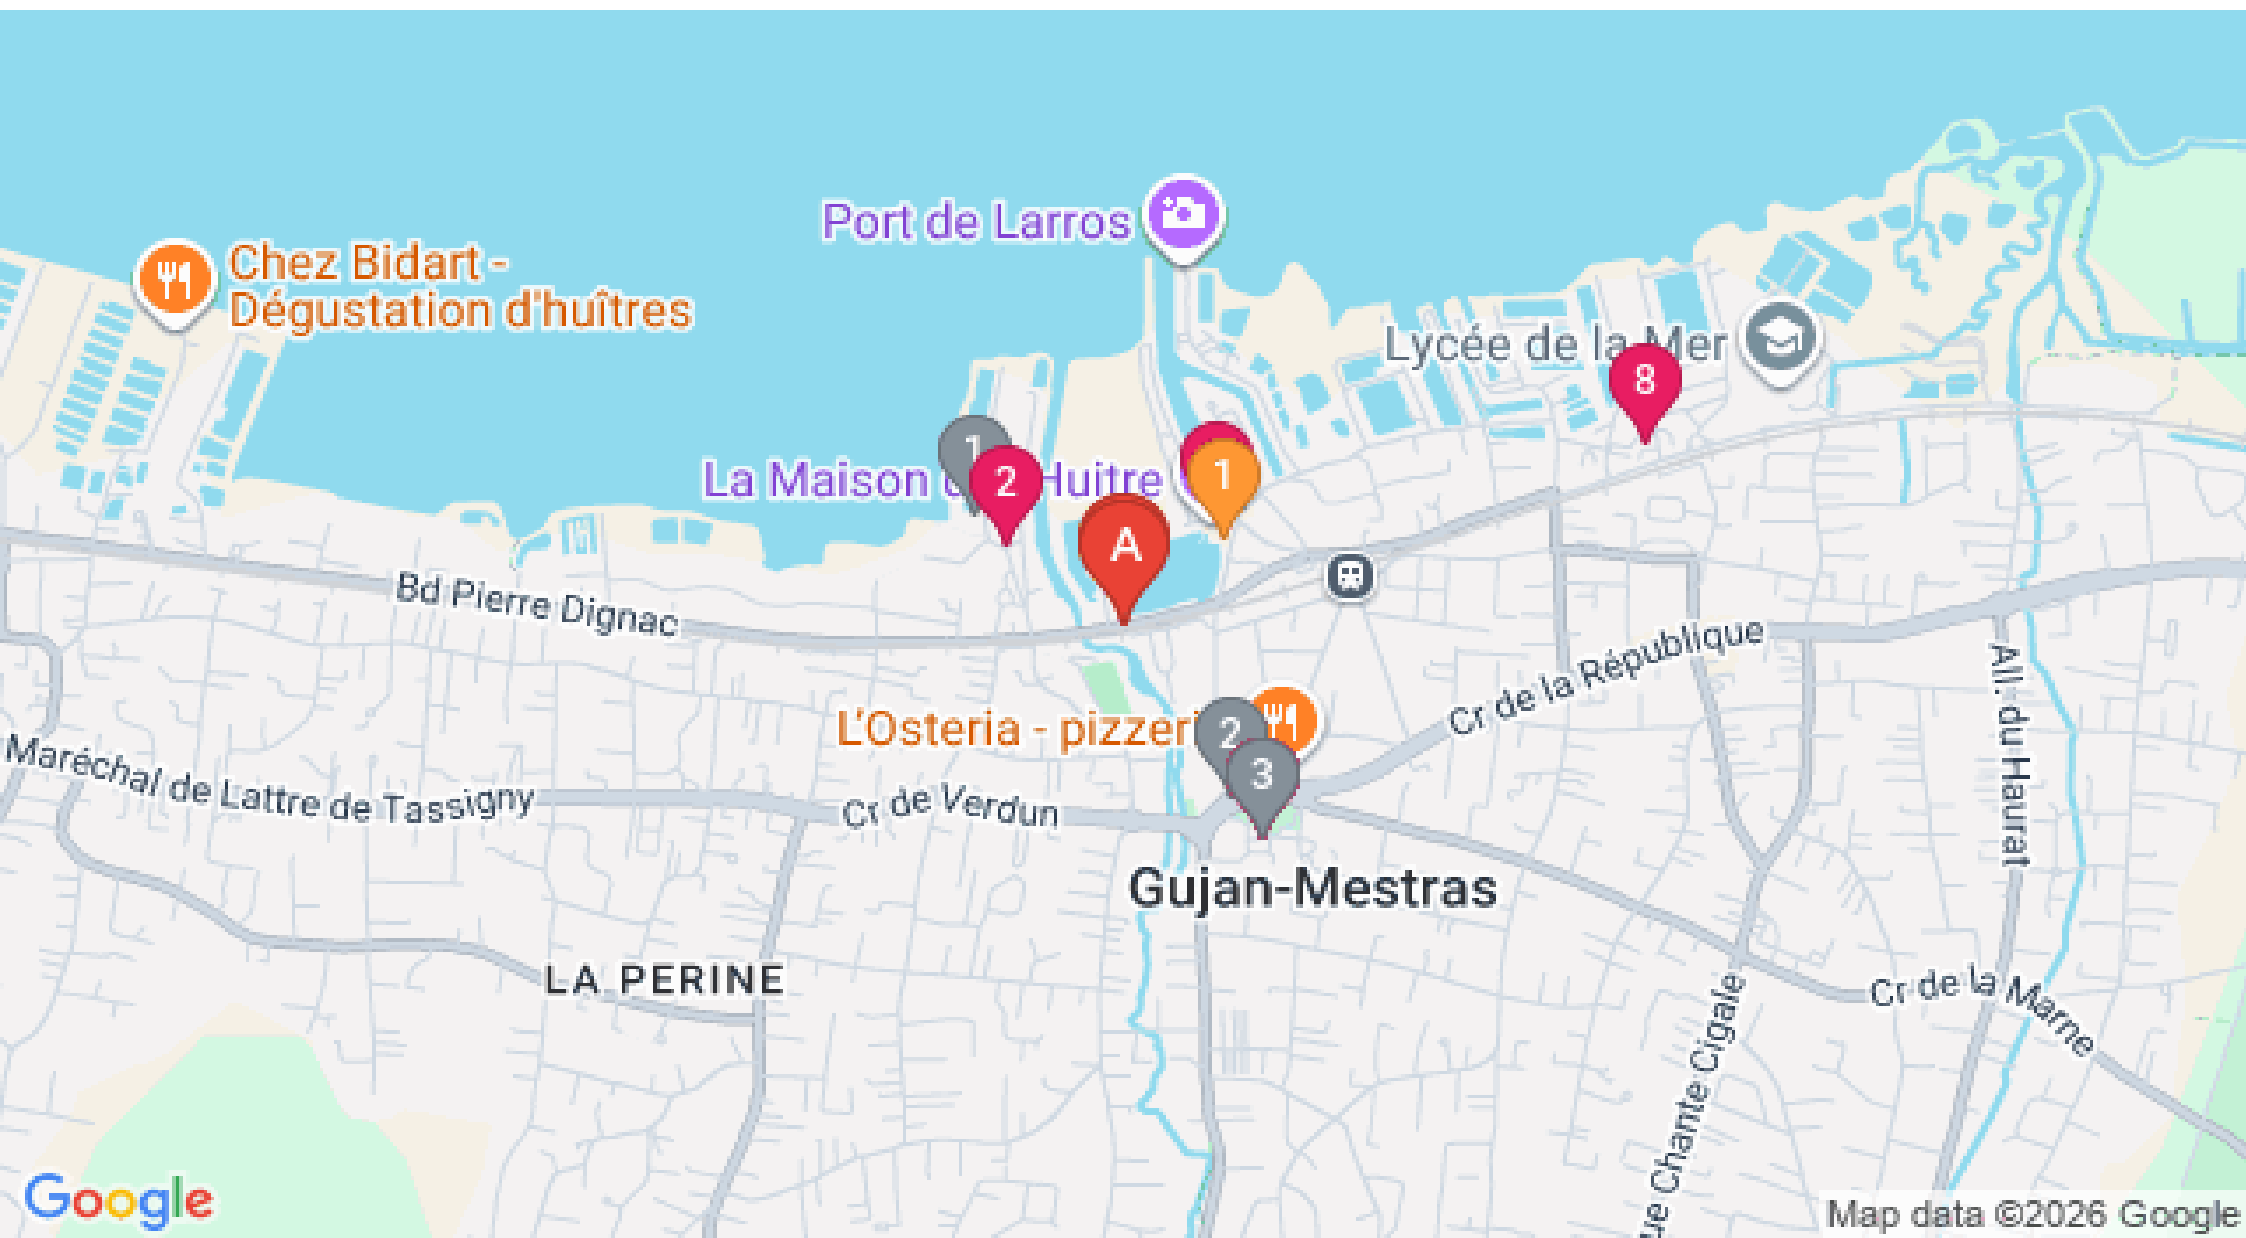 Port de Larros
Chez Bidart -
Dégustation d'huîtres
Lycée de la Mer
8
1
2
La Maison Huitre
1
A
Bd Pierre Dignac
Cr de la République
All. du Haurat
L'Osteria - pizzeri
2
3
Maréchal de Lattre de Tassigny
Cr de Verdun
Gujan-Mestras
LA PERINE
Cr de la Marne
ue Chante Cigale
Google
Map data ©2026 Google